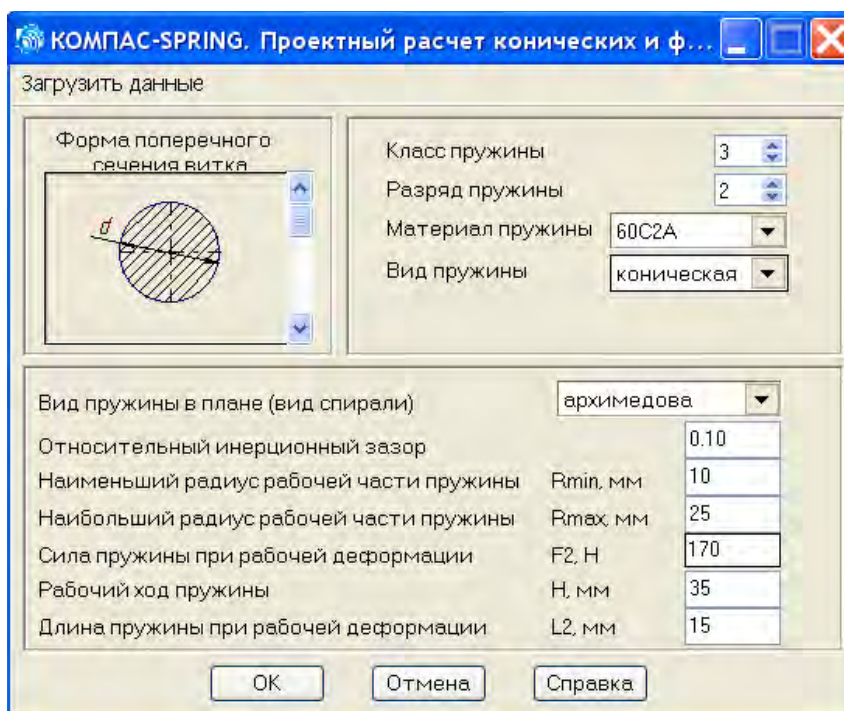 КОМПАС-SPRING. Проектный расчет конических и ф...
Загрузить данные
Форма поперечного
сечения витка
d
Класс пружины 3
Разряд пружины 2
Материал пружины 60С2А
Вид пружины коническая
Вид пружины в плане (вид спирали) архимедова
Относительный инерционный зазор 0.10
Наименьший радиус рабочей части пружины Rmin, мм 10
Наибольший радиус рабочей части пружины Rmax, мм 25
Сила пружины при рабочей деформации F2, Н 170
Рабочий ход пружины H, мм 35
Длина пружины при рабочей деформации L2, мм 15
OK Отмена Справка